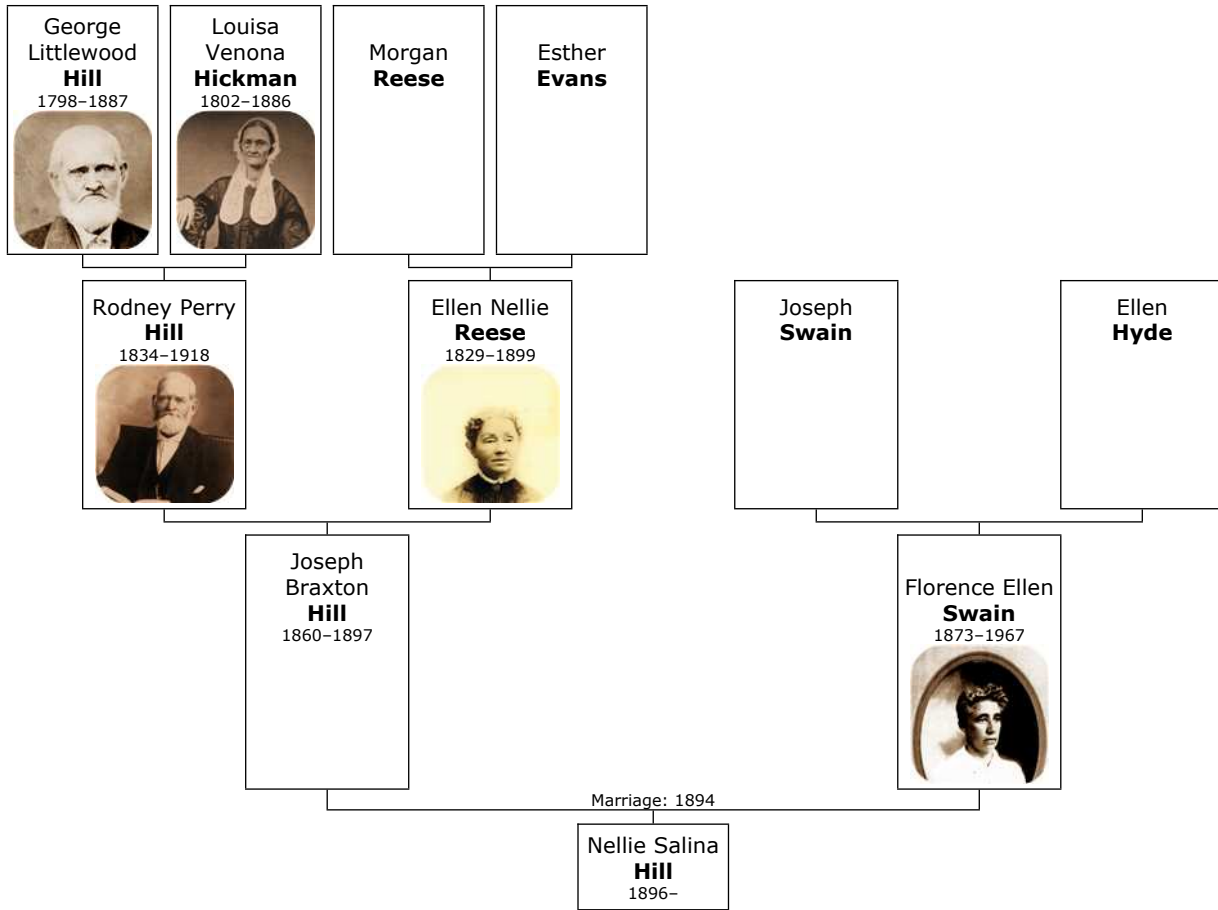 George
Littlewood
Hill
1798–1887
Louisa
Venona
Hickman
1802–1886
Morgan
Reese
Esther
Evans
Rodney Perry
Hill
1834–1918
Ellen Nellie
Reese
1829–1899
Joseph
Swain
Ellen
Hyde
Joseph
Braxton
Hill
1860–1897
Florence Ellen
Swain
1873–1967
Marriage: 1894
Nellie Salina
Hill
1896–